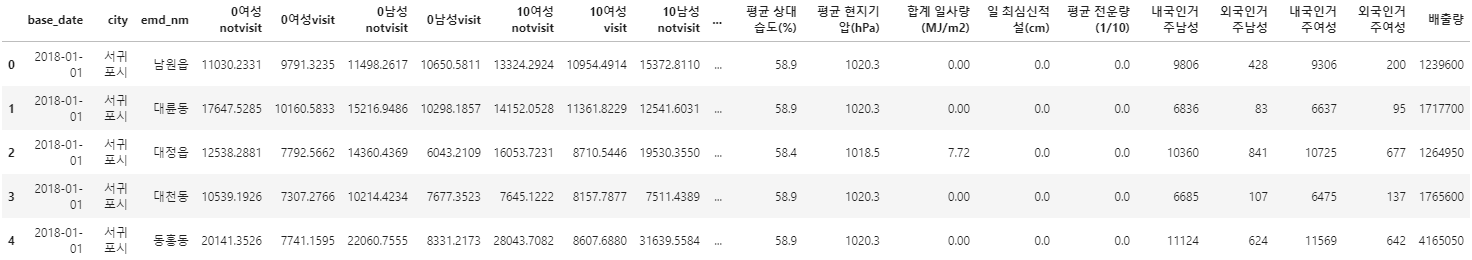 base_date city emd_nm 0여성 notvisit 0여성visit 0남성 notvisit 0남성visit 10여성 notvisit 10여성 visit 10남성 notvisit ... 평균 상대 습도(%) 평균 현지기 압(hPa) 합계 일사량 (MJ/m2) 일 최심신적 설(cm) 평균 전운량 (1/10) 내국인거 주남성 외국인거 주남성 내국인거 주여성 외국인거 주여성 배출량
0 2018-01-01 서귀포시 남원읍 11030.2331 9791.3235 11498.2617 10650.5811 13324.2924 10954.4914 15372.8110 ... 58.9 1020.3 0.00 0.0 0.0 9806 428 9306 200 1239600
1 2018-01-01 서귀포시 대륜동 17647.5285 10160.5833 15216.9486 10298.1857 14152.0528 11361.8229 12541.6031 ... 58.9 1020.3 0.00 0.0 0.0 6836 83 6637 95 1717700
2 2018-01-01 서귀포시 대정읍 12538.2881 7792.5662 14360.4369 6043.2109 16053.7231 8710.5446 19530.3550 ... 58.4 1018.5 7.72 0.0 0.0 10360 841 10725 677 1264950
3 2018-01-01 서귀포시 대천동 10539.1926 7307.2766 10214.4234 7677.3523 7645.1222 8157.7877 7511.4389 ... 58.9 1020.3 0.00 0.0 0.0 6685 107 6475 137 1765600
4 2018-01-01 서귀포시 동홍동 20141.3526 7741.1595 22060.7555 8331.2173 28043.7082 8607.6880 31639.5584 ... 58.9 1020.3 0.00 0.0 0.0 11124 624 11569 642 4165050